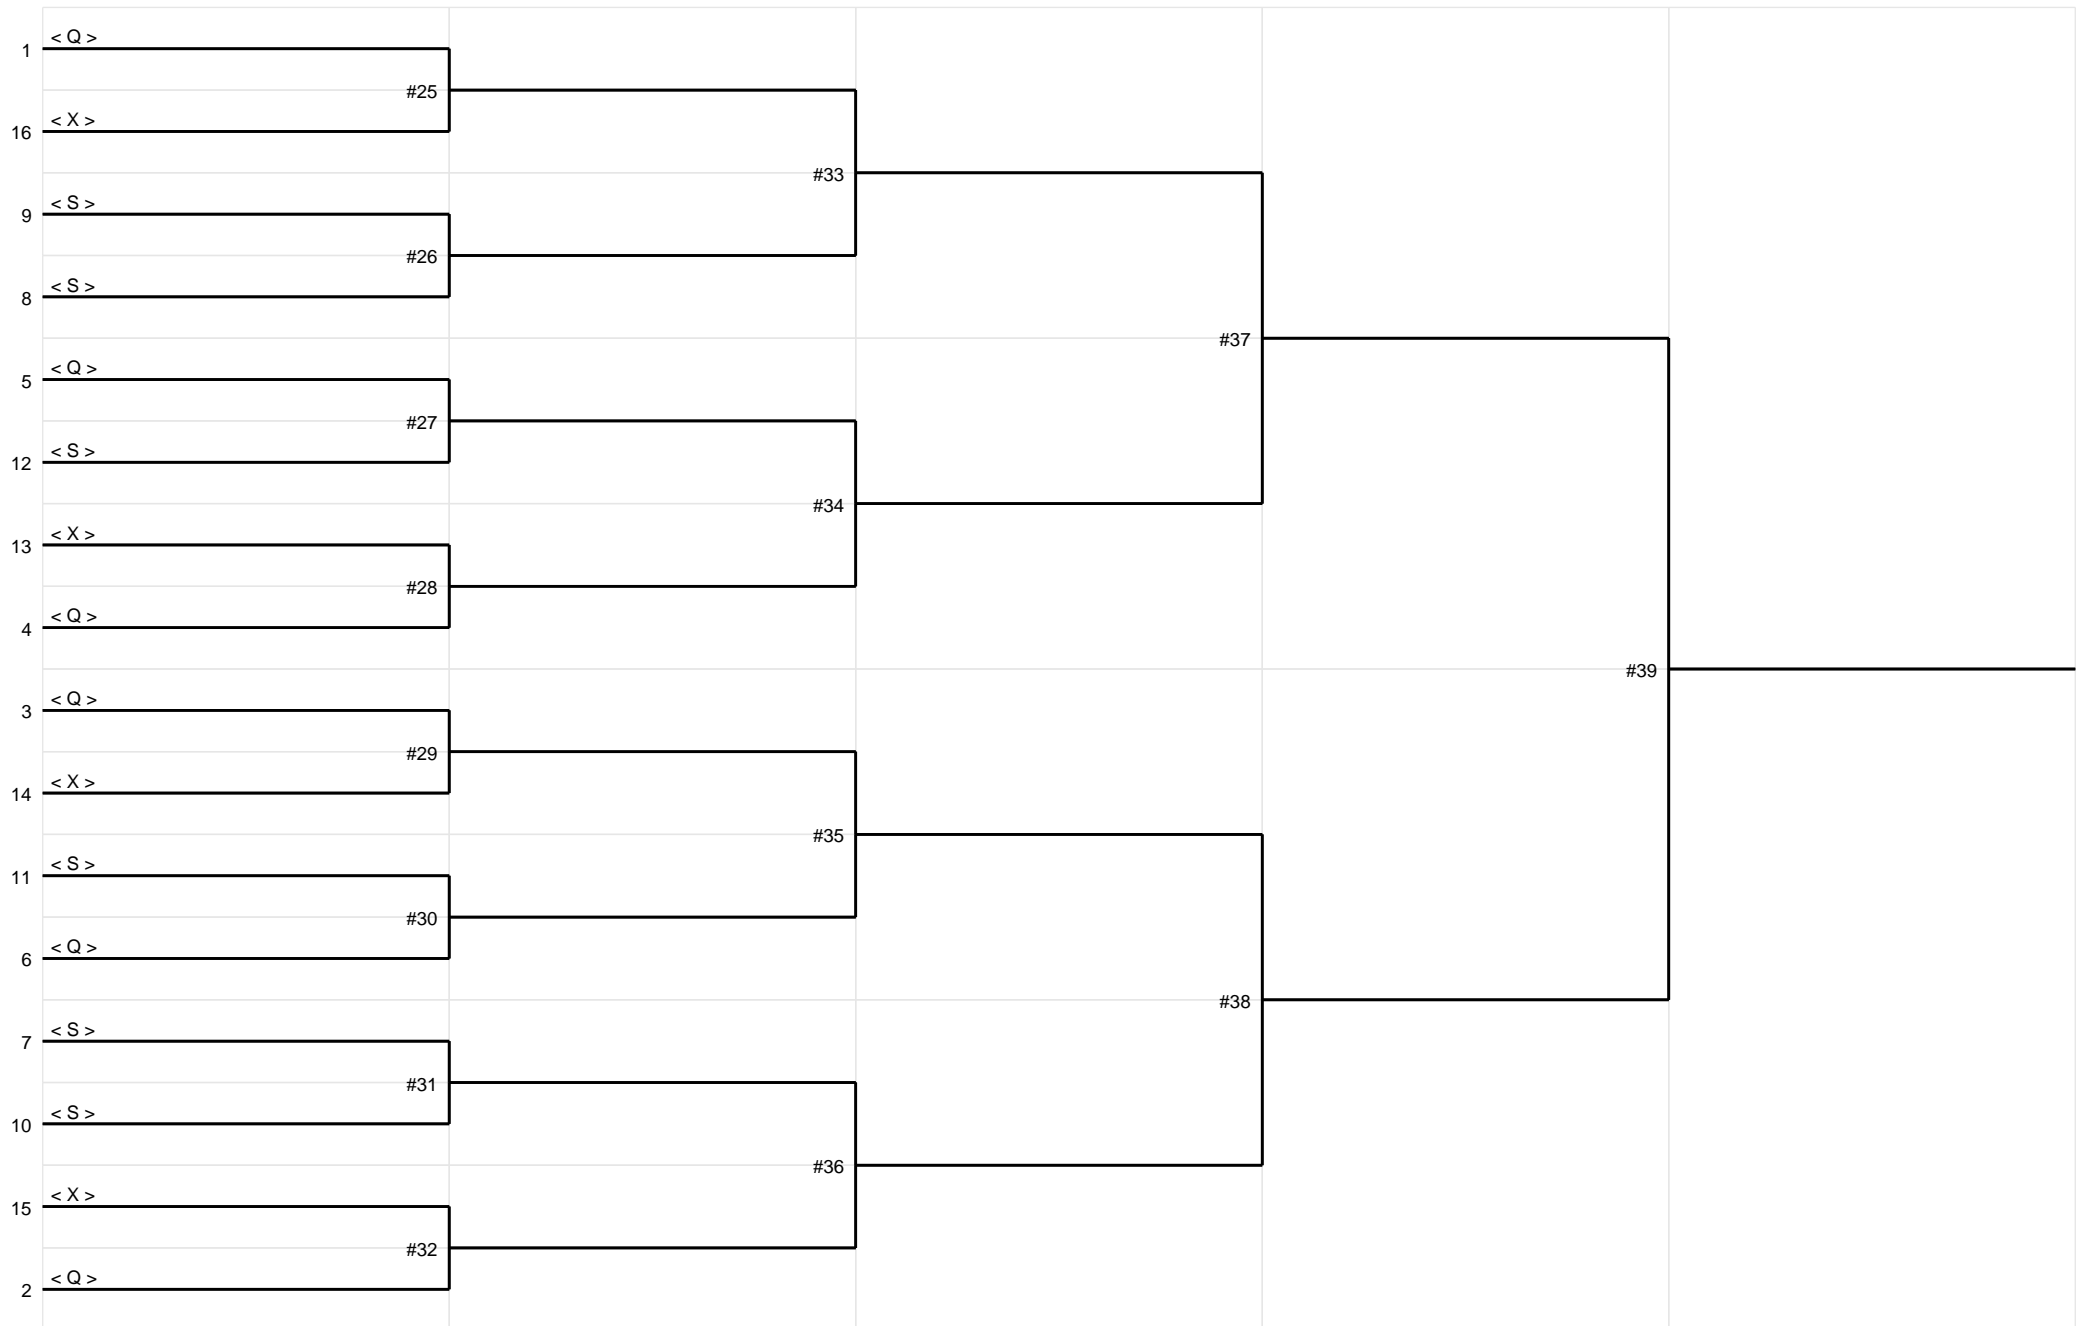 < Q >
1
#25
< X >
16
#33
< S >
9
#26
< S >
8
#37
< Q >
5
#27
< S >
12
#34
< X >
13
#28
< Q >
4
#39
< Q >
3
#29
< X >
14
#35
< S >
11
#30
< Q >
6
#38
< S >
7
#31
< S >
10
#36
< X >
15
#32
< Q >
2